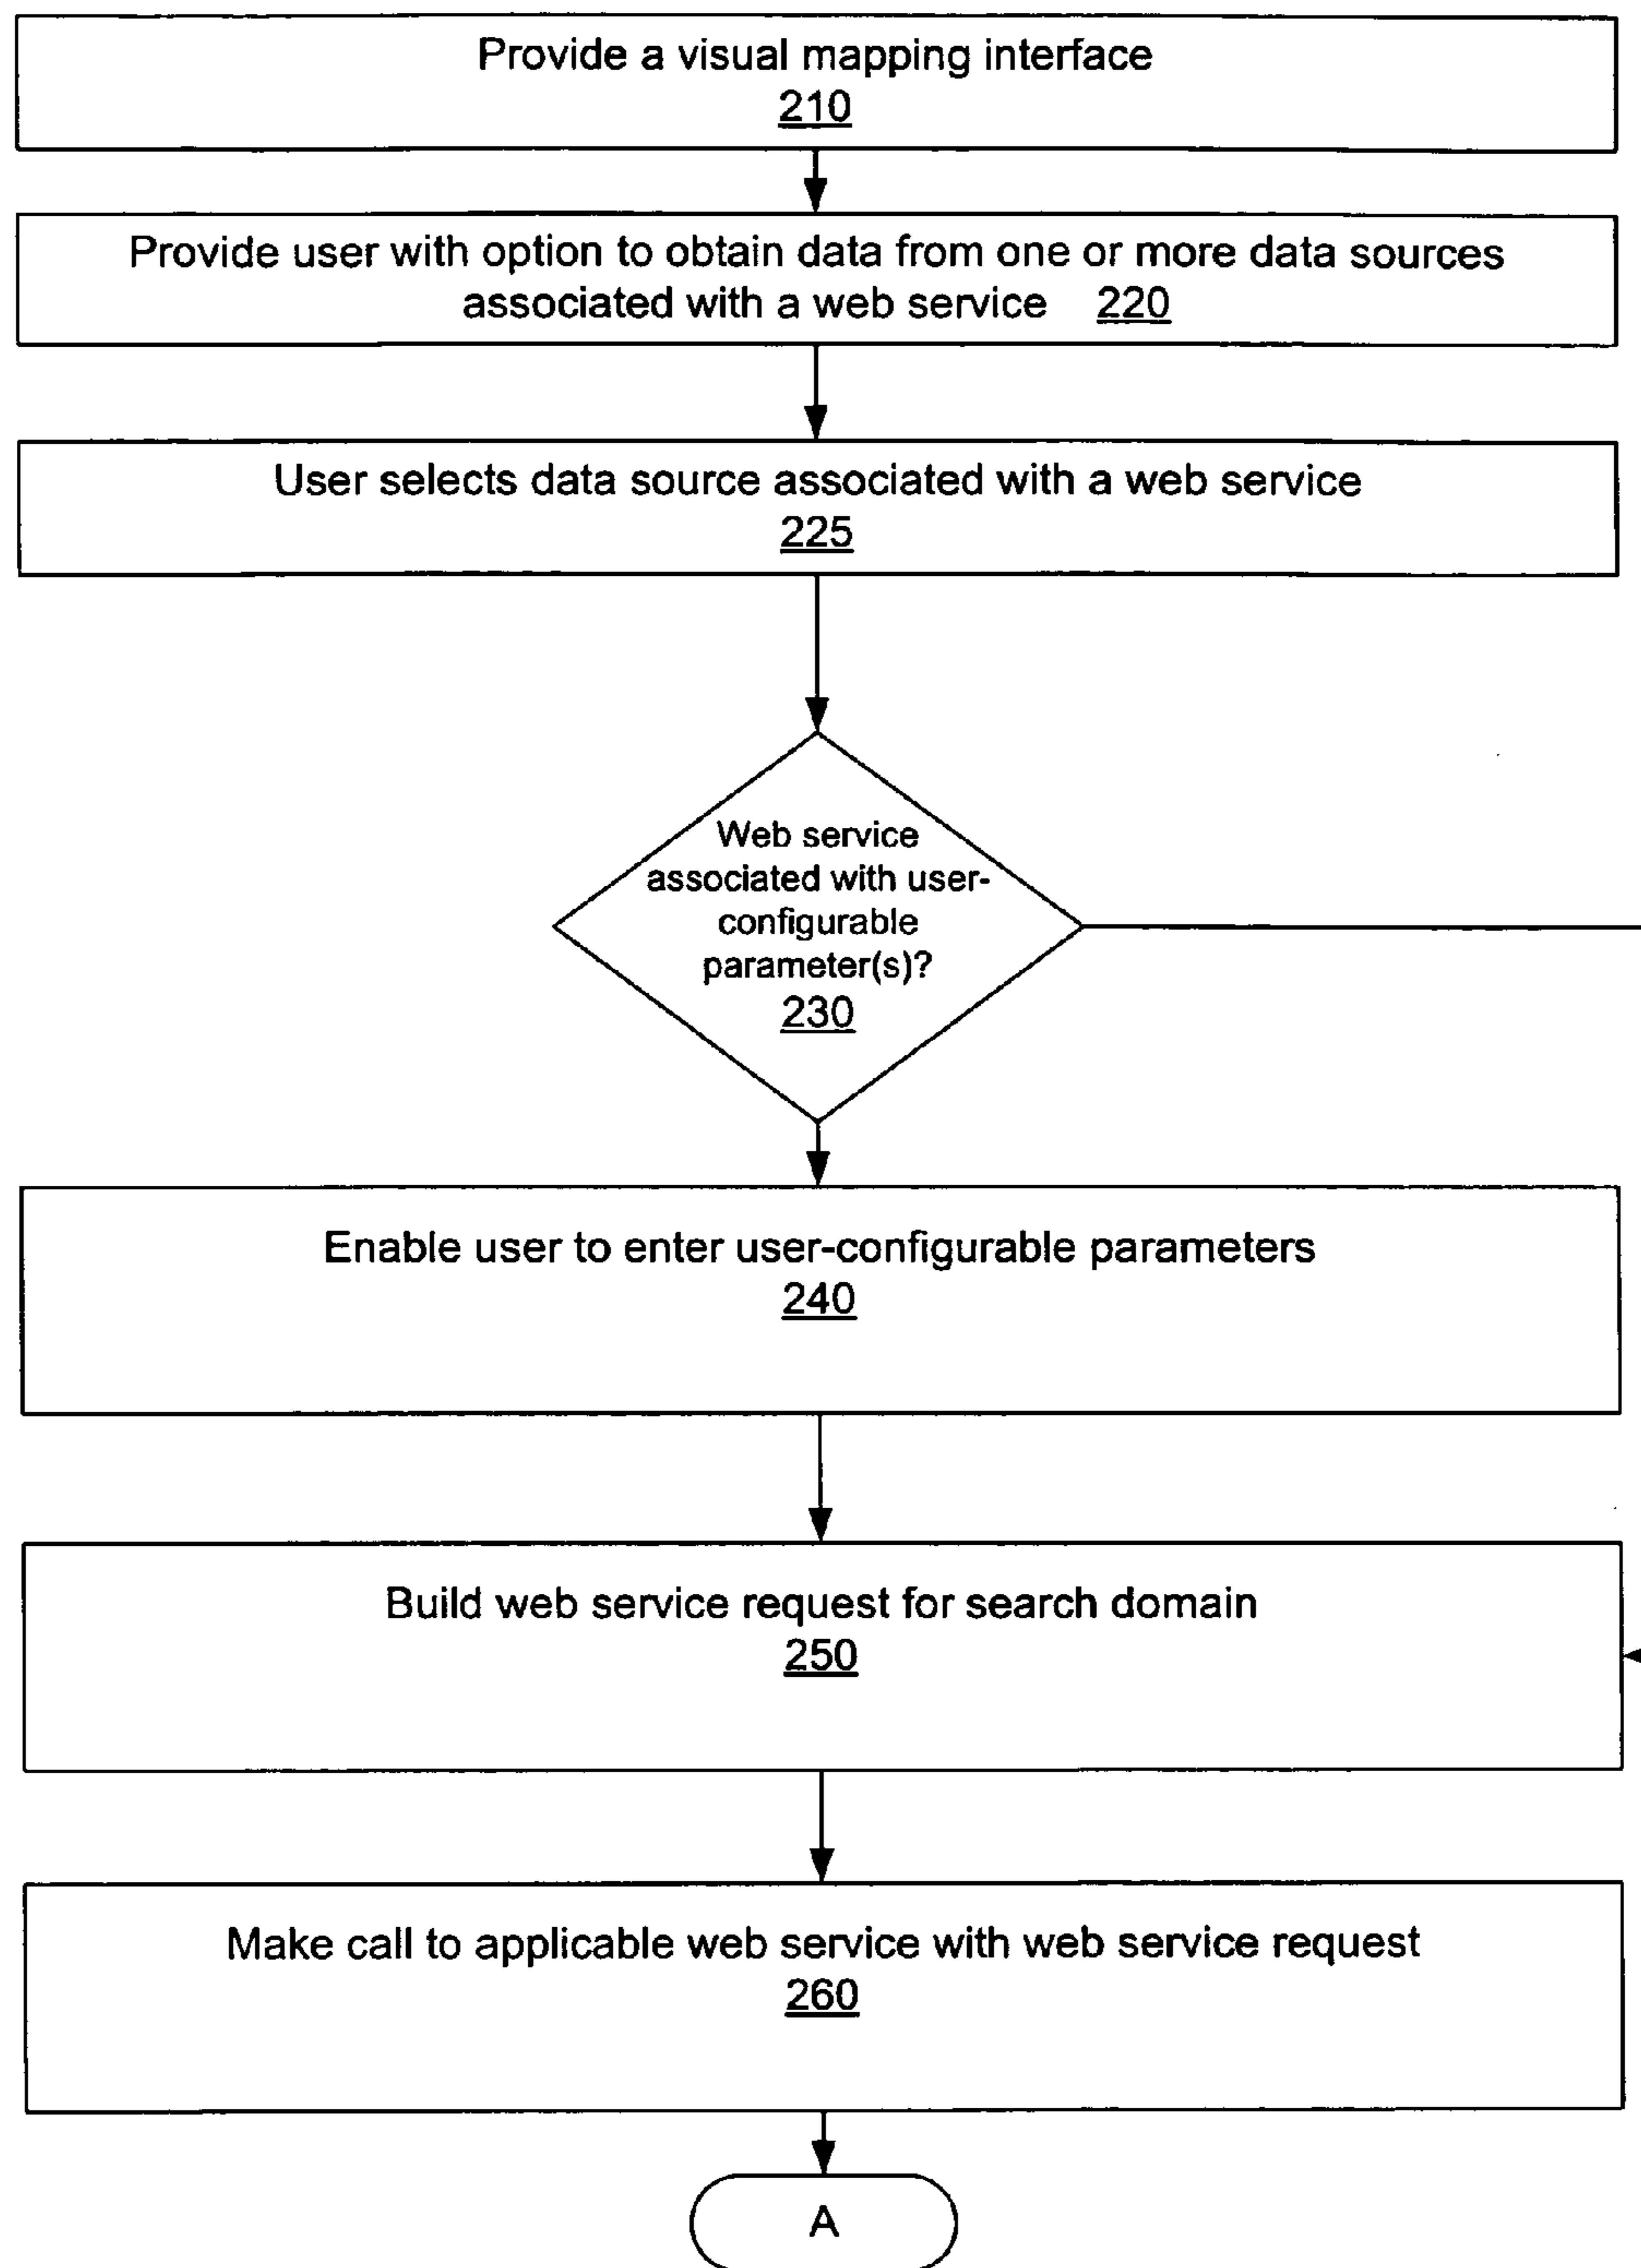 Provide a visual mapping interface
210
Provide user with option to obtain data from one or more data sources
associated with a web service 220
User selects data source associated with a web service
225
Web service
associated with user-
configurable
parameter(s)?
230
Enable user to enter user-configurable parameters
240
Build web service request for search domain
250
Make call to applicable web service with web service request
260
A